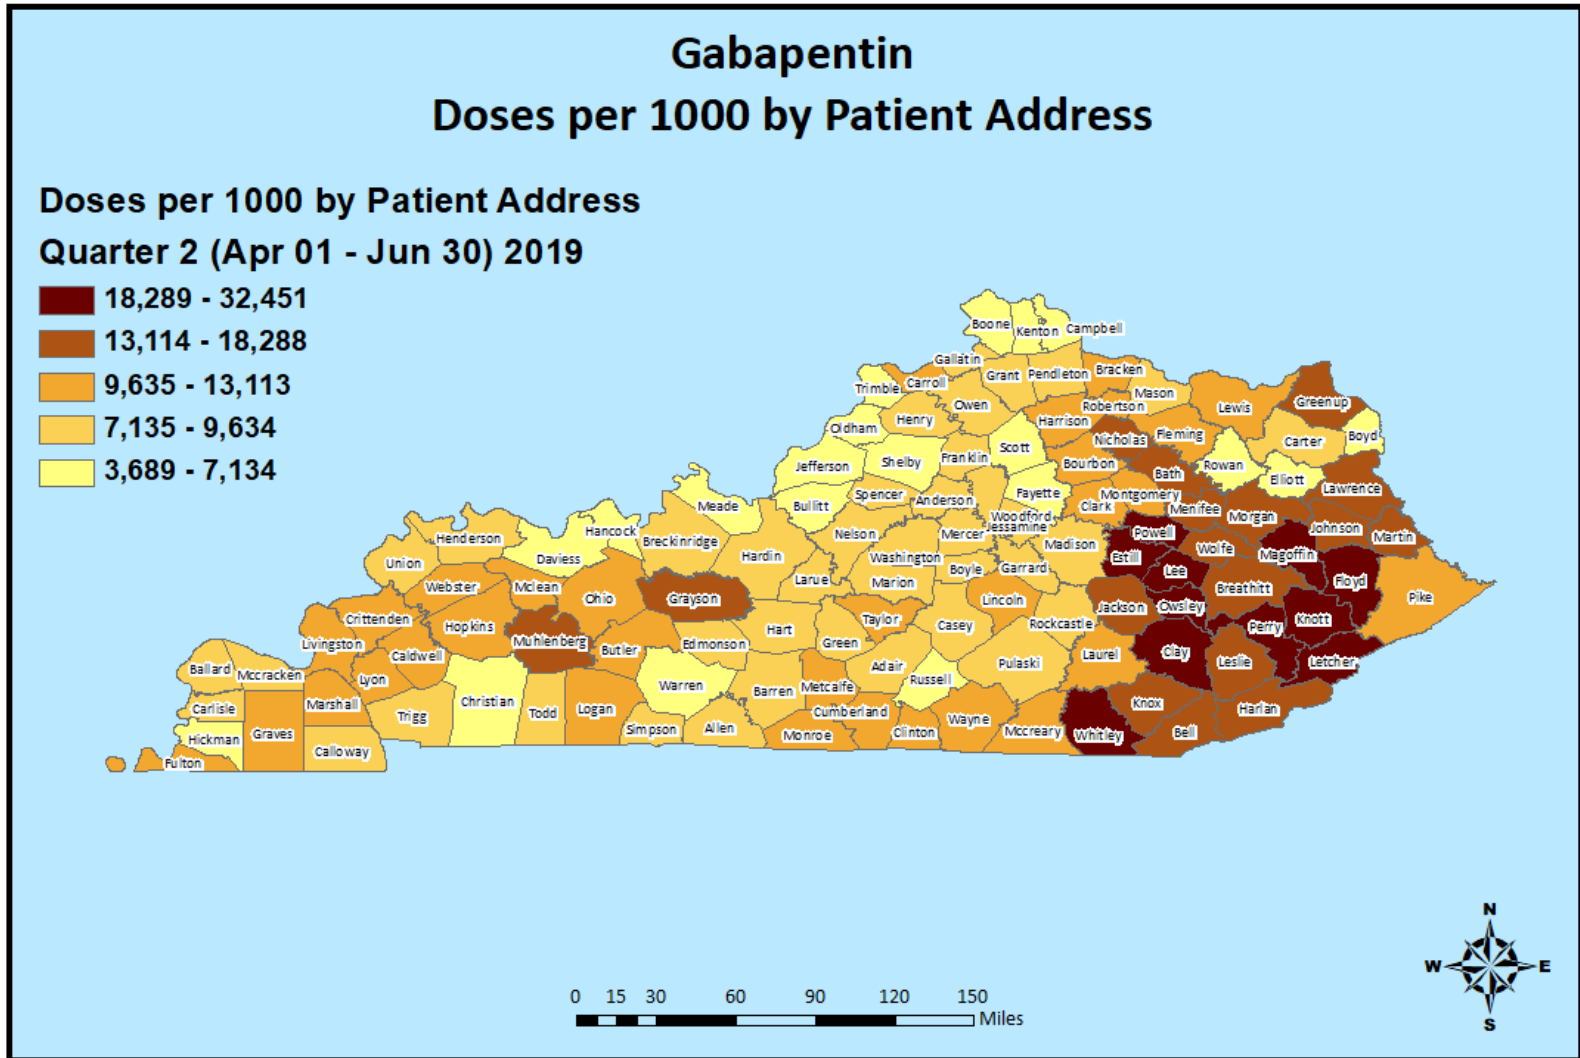 Gabapentin
Doses per 1000 by Patient Address
Doses per 1000 by Patient Address
Quarter 2 (Apr 01 - Jun 30) 2019
18,289 - 32,451
13,114 - 18,288
9,635 - 13,113
7,135 - 9,634
3,689 - 7,134
Boone
Kenton
Campbell
Gallatin
Grant
Pendleton
Bracken
Trimble
Carroll
Mason
Owen
Robertson
Lewis
Greenup
Henry
Harrison
Oldham
Nicholas
Fleming
Boyd
Carter
Scott
Shelby
Franklin
Bourbon
Rowan
Jefferson
Bath
Elliott
Lawrence
Spencer
Anderson
Fayette
Montgomery
Clark
Menifee
Morgan
Meade
Bullitt
Woodford
Jessamine
Johnson
Martin
Hancock
Henderson
Breckinridge
Nelson
Mercer
Powell
Madison
Wolfe
Magoffin
Daviess
Hardin
Washington
Estill
Union
Boyle
Garrard
Lee
Floyd
Larue
Marion
Webster
Mclean
Breathitt
Ohio
Grayson
Lincoln
Pike
Jackson
Owsley
Crittenden
Taylor
Knott
Hopkins
Casey
Rockcastle
Perry
Livingston
Muhlenberg
Hart
Green
Butler
Edmonson
Caldwell
Clay
Laurel
Leslie
Letcher
Ballard
Mccracken
Adair
Pulaski
Lyon
Warren
Russell
Barren
Metcalfe
Christian
Marshall
Knox
Carlisle
Todd
Logan
Cumberland
Harlan
Trigg
Wayne
Simpson
Allen
Mccreary
Whitley
Bell
Hickman
Graves
Monroe
Clinton
Calloway
Fulton
N
W
E
S
0 15 30 60 90 120 150
Miles